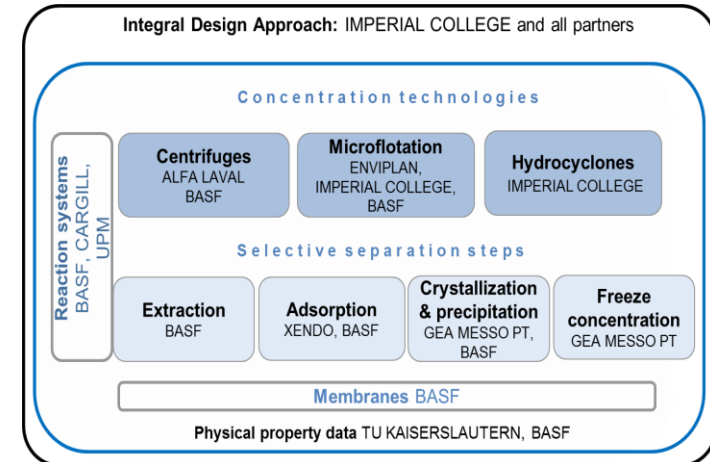 Integral Design Approach: IMPERIAL COLLEGE and all partners
Concentration technologies
Reaction systems
BASF, CARGILL,
UPM
Centrifuges
ALFA LAVAL
BASF
Microflotation
ENVIPLAN,
IMPERIAL COLLEGE,
BASF
Hydrocyclones
IMPERIAL COLLEGE
Selective separation steps
Extraction
BASF
Adsorption
XENDO, BASF
Crystallization
& precipitation
GEA MESSO PT,
BASF
Freeze
concentration
GEA MESSO PT
Membranes BASF
Physical property data TU KAISERSLAUTERN, BASF